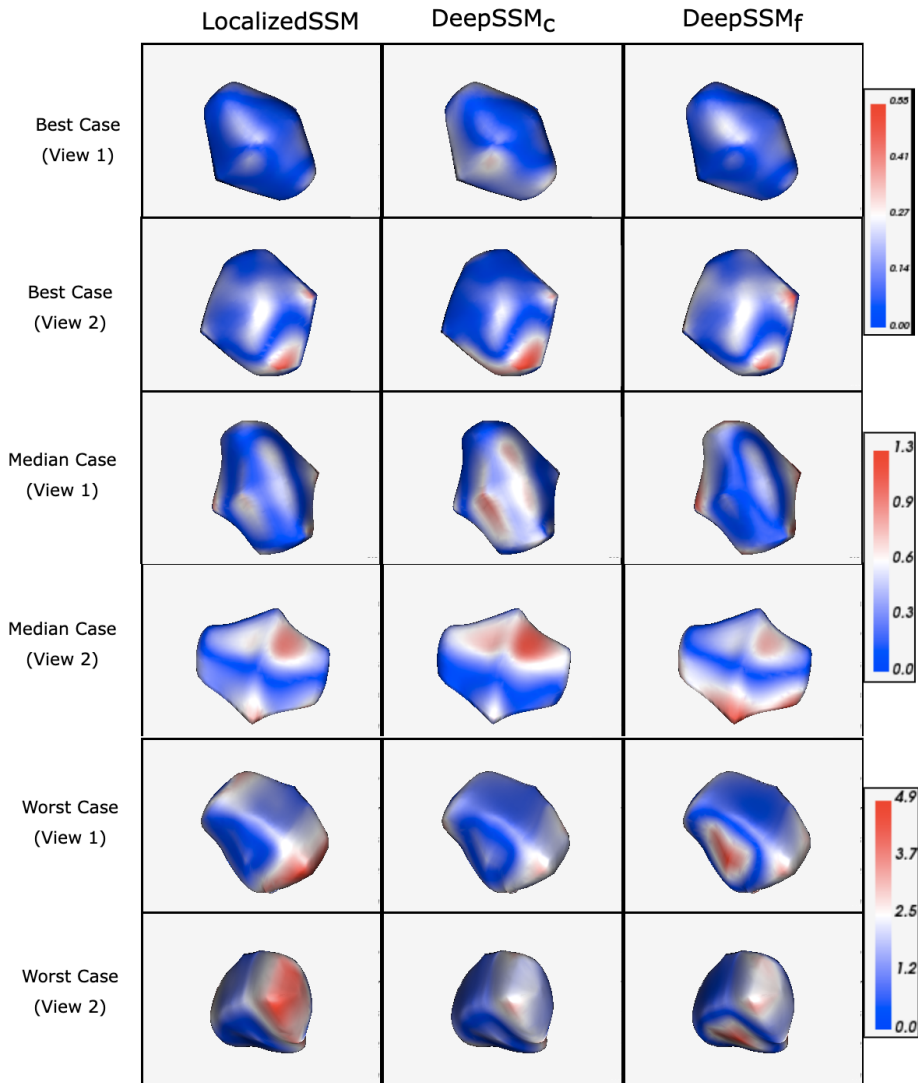 LocalizedSSM DeepSSMc DeepSSMf
Best Case
(View 1)
0.55
0.41
0.27
0.14
0.00
Best Case
(View 2)
Median Case
(View 1)
1.3
0.9
0.6
0.3
0.0
Median Case
(View 2)
Worst Case
(View 1)
4.9
3.7
2.5
1.2
0.0
Worst Case
(View 2)